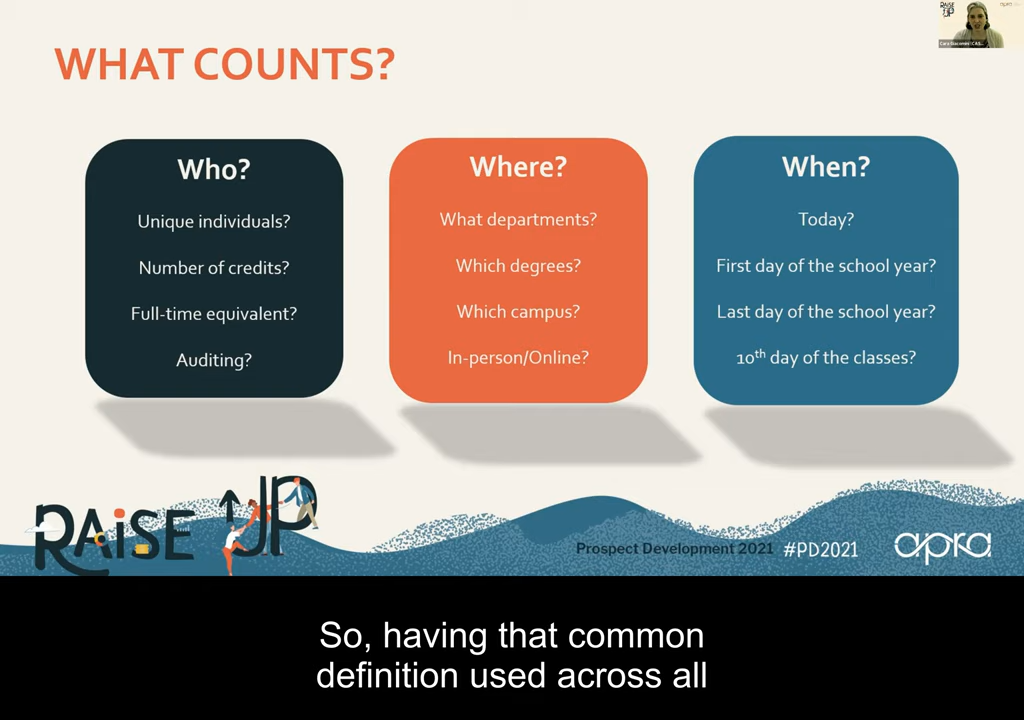 WHAT COUNTS?
Who?
Unique individuals?
Number of credits?
Full-time equivalent?
Auditing?
Where?
What departments?
Which degrees?
Which campus?
In-person/Online?
When?
Today?
First day of the school year?
Last day of the school year?
10th day of the classes?
RAiSE UP
Prospect Development 2021 #PD2021
apra
So, having that common
definition used across all